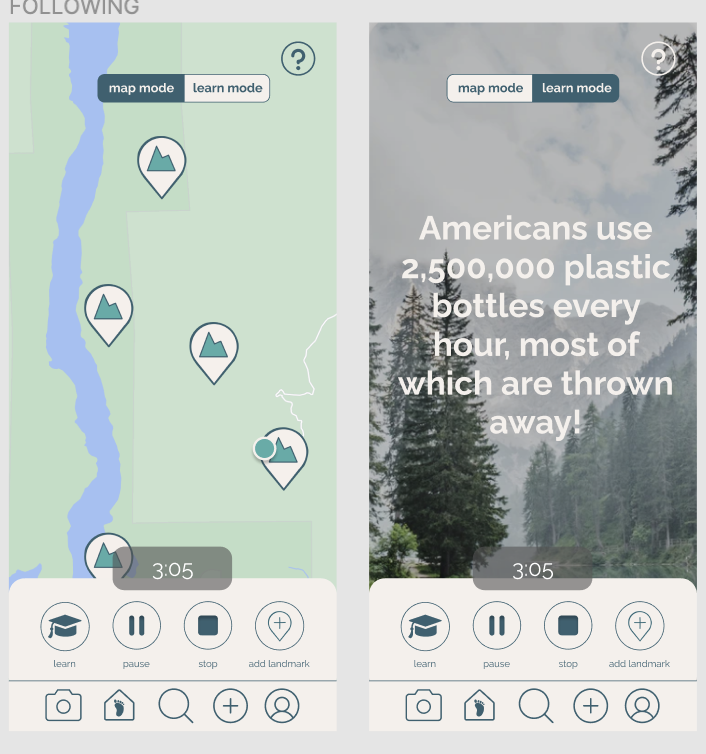 FOLLOWING
?
map mode learn mode
3:05
learn pause stop add landmark
?
map mode learn mode
Americans use
2,500,000 plastic
bottles every
hour, most of
which are thrown
away!
3:05
learn pause stop add landmark